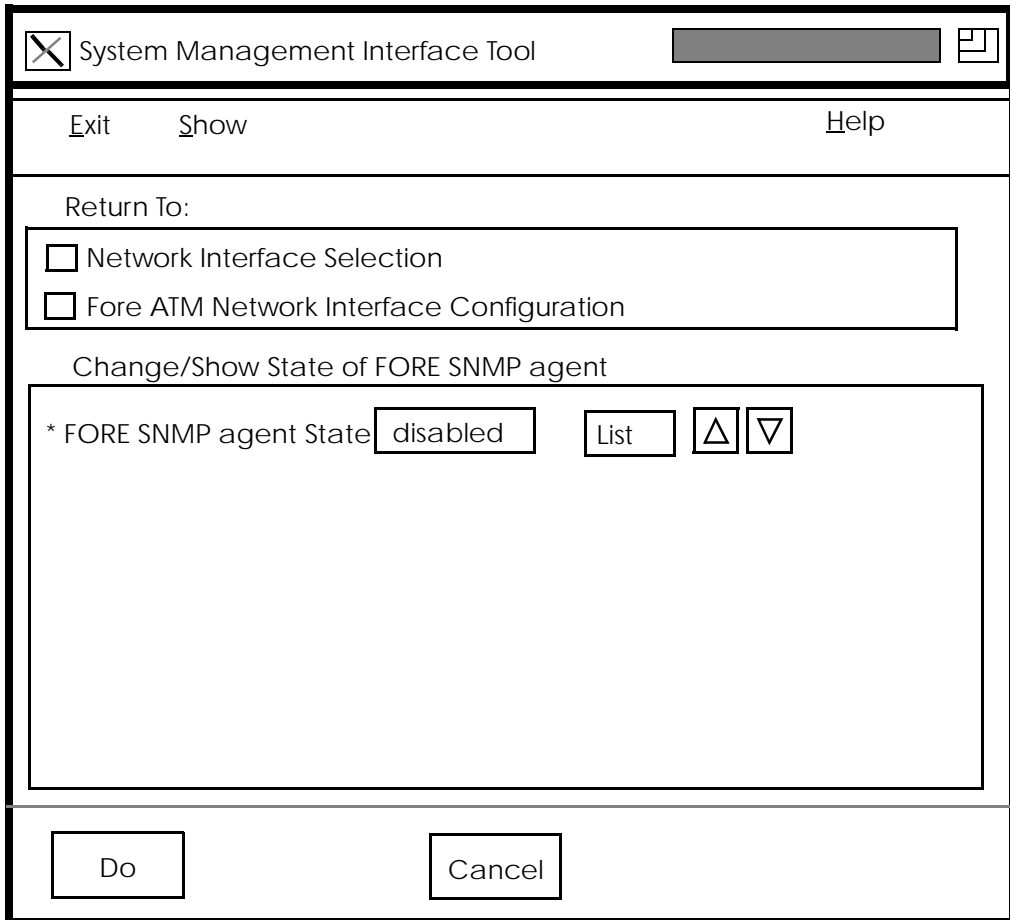 System Management Interface Tool
Exit Show Help
Return To:
Network Interface Selection
Fore ATM Network Interface Configuration
Change/Show State of FORE SNMP agent
* FORE SNMP agent State disabled List
Do Cancel